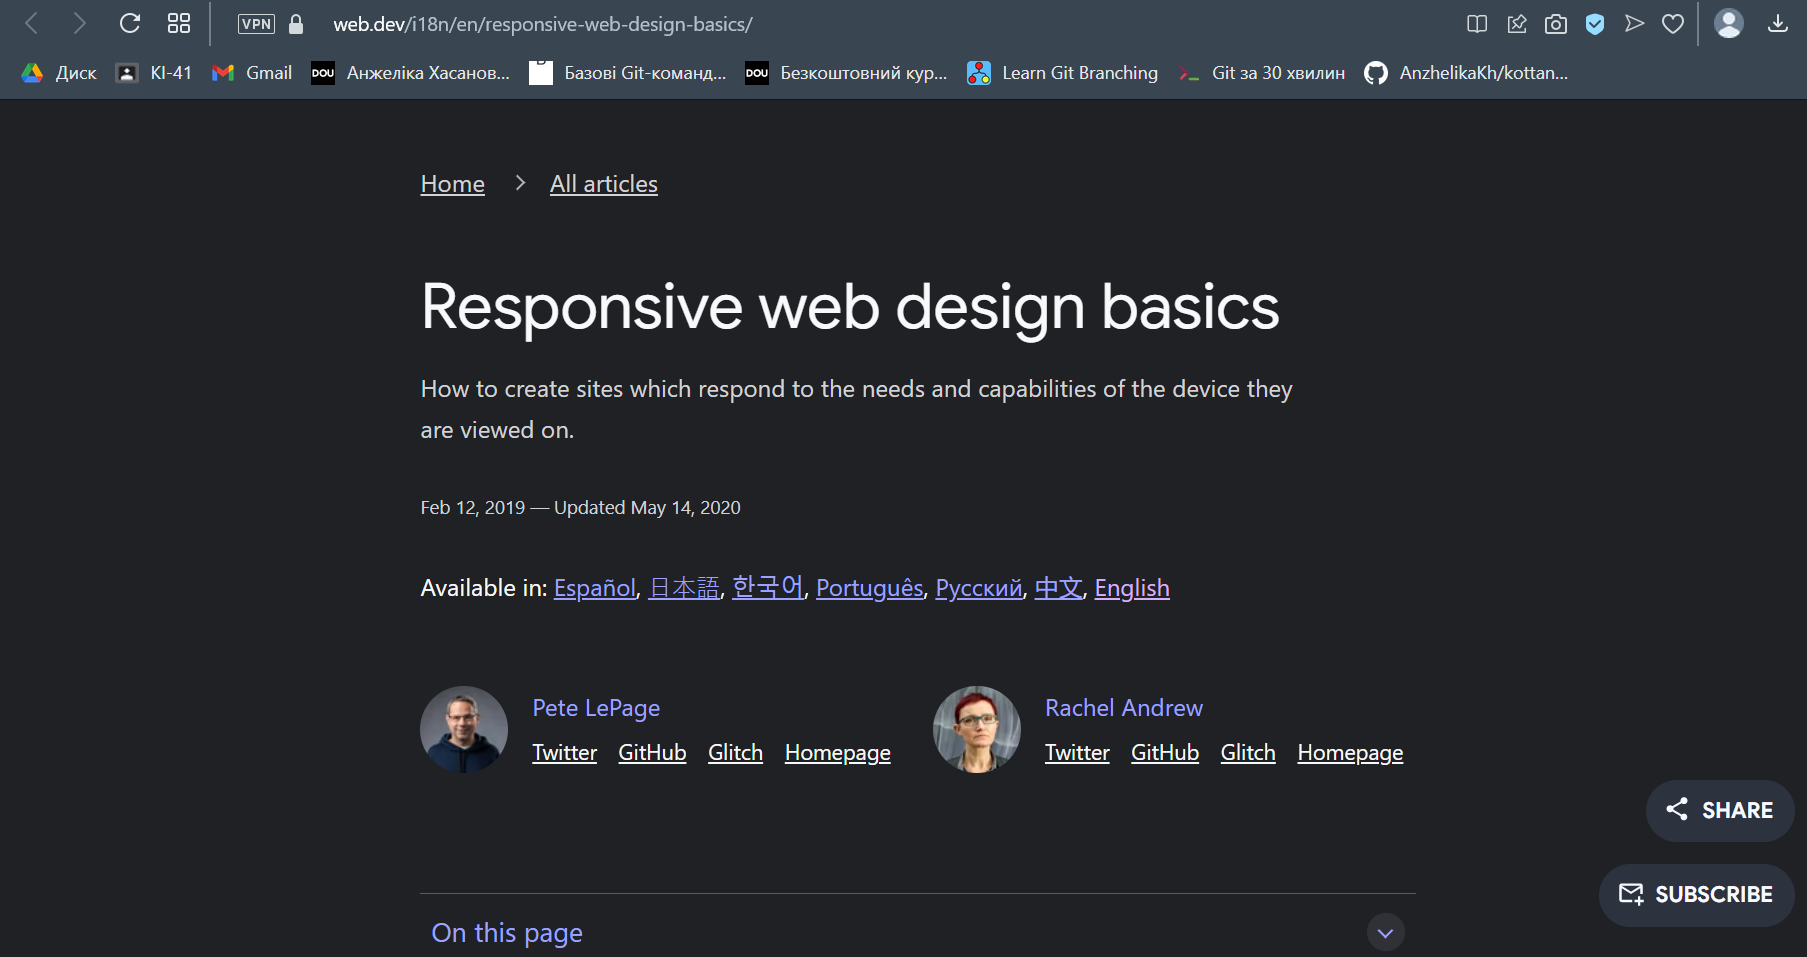 VPN web.dev/i18n/en/responsive-web-design-basics/
Диск KI-41 Gmail DOU Анжеліка Хасанов... Базові Git-команд... DOU Безкоштовний кур... Learn Git Branching Git за 30 хвилин AnzhelikaKh/kottan...
Home All articles
Responsive web design basics
How to create sites which respond to the needs and capabilities of the device they
are viewed on.
Feb 12, 2019 — Updated May 14, 2020
Available in: Español, 日本語, 한국어, Português, Русский, 中文, English
Pete LePage
Twitter GitHub Glitch Homepage
Rachel Andrew
Twitter GitHub Glitch Homepage
SHARE
SUBSCRIBE
On this page